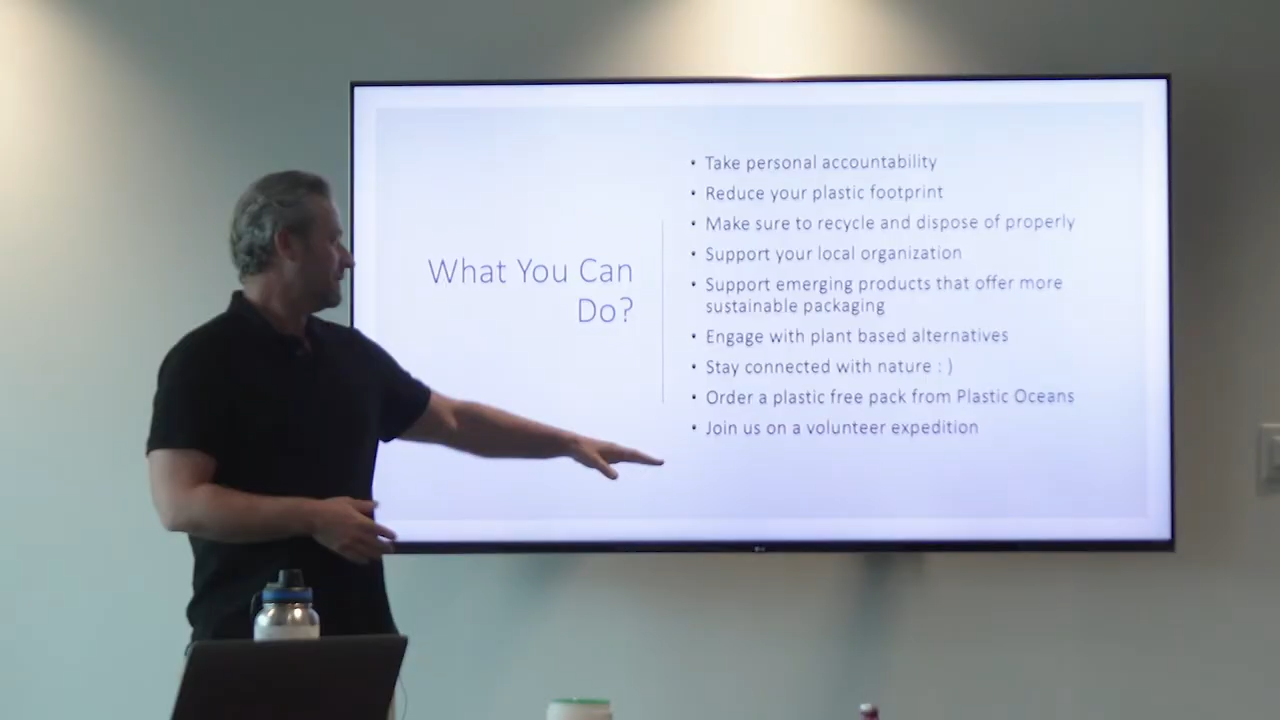 What You Can
Do?
• Take personal accountability
• Reduce your plastic footprint
• Make sure to recycle and dispose of properly
• Support your local organization
• Support emerging products that offer more
sustainable packaging
• Engage with plant based alternatives
• Stay connected with nature : )
• Order a plastic free pack from Plastic Oceans
• Join us on a volunteer expedition